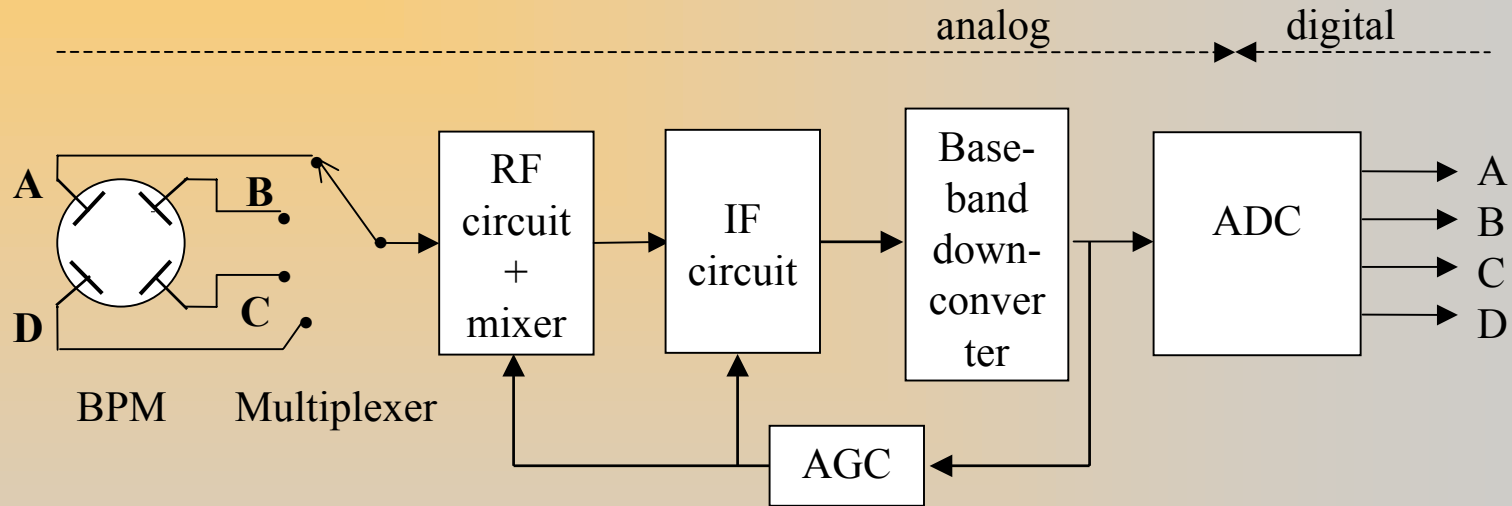 analog
digital
A
B
C
D
BPM
Multiplexer
RF
circuit
+
mixer
IF
circuit
Base-
band
down-
conver
ter
AGC
ADC
A
B
C
D